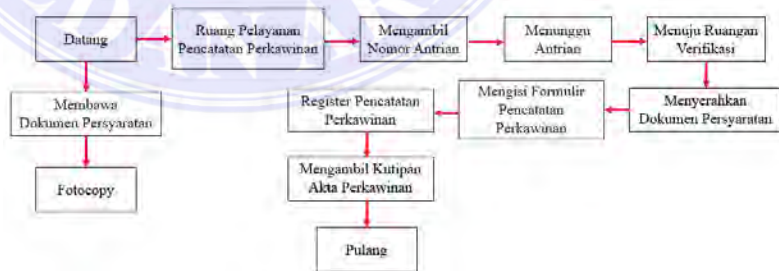 Datang
Ruang Pelayanan
Pencatatan Perkawinan
Mengambil
Nomor Antrian
Menunggu
Antrian
Menuju Ruangan
Verifikasi
Membawa
Dokumen Persyaratan
Register Pencatatan
Perkawinan
Mengisi Formulir
Pencatatan
Perkawinan
Menyerahkan
Dokumen Persyaratan
Fotocopy
Mengambil Kutipan
Akta Perkawinan
Pulang